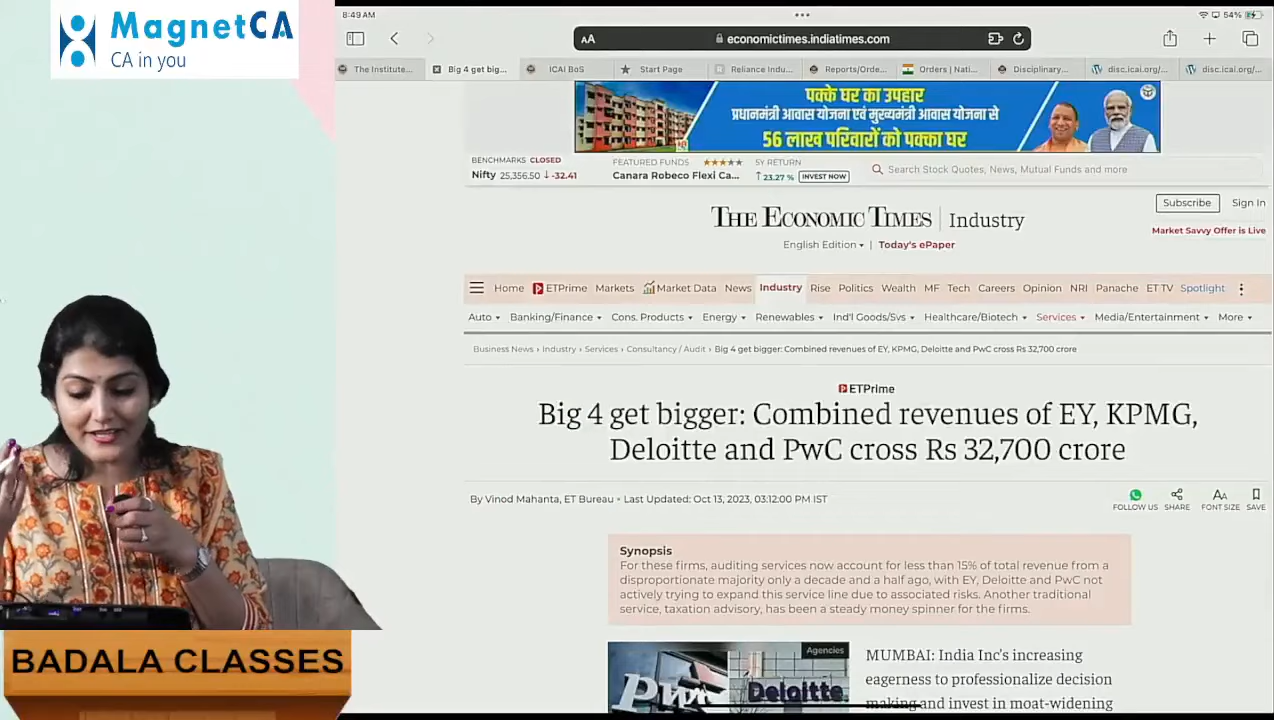 MagnetCA
CA in you
8:49 AM
54%
AA
economictimes.indiatimes.com
The Institute...
Big 4 get big...
ICAI BoS
Start Page
Reliance Indu...
Reports/Orde...
Orders | Nati...
Disciplinary...
disc.icai.org/...
disc.icai.org/...
पक्के घर का उपहार
प्रधानमंत्री आवास योजना एवं मुख्यमंत्री आवास योजना से
56 लाख परिवारों को पक्का घर
BENCHMARKS CLOSED
Nifty 25,356.50 ↓ -32.41
FEATURED FUNDS
Canara Robeco Flexi Ca...
5Y RETURN
↑ 23.27 % INVEST NOW
Search Stock Quotes, News, Mutual Funds and more
THE ECONOMIC TIMES | Industry
Subscribe Sign In
English Edition | Today's ePaper
Market Savvy Offer is Live
Home ETPrime Markets Market Data News Industry Rise Politics Wealth MF Tech Careers Opinion NRI Panache ET TV Spotlight
Auto Banking/Finance Cons. Products Energy Renewables Ind'l Goods/Svs Healthcare/Biotech Services Media/Entertainment More
Business News › Industry › Services › Consultancy / Audit › Big 4 get bigger: Combined revenues of EY, KPMG, Deloitte and PwC cross Rs 32,700 crore
ETPrime
Big 4 get bigger: Combined revenues of EY, KPMG,
Deloitte and PwC cross Rs 32,700 crore
By Vinod Mahanta, ET Bureau • Last Updated: Oct 13, 2023, 03:12:00 PM IST
FOLLOW US SHARE FONT SIZE SAVE
Synopsis
For these firms, auditing services now account for less than 15% of total revenue from a
disproportionate majority only a decade and a half ago, with EY, Deloitte and PwC not
actively trying to expand this service line due to associated risks. Another traditional
service, taxation advisory, has been a steady money spinner for the firms.
Agencies
pwc
Deloitte
MUMBAI: India Inc's increasing
eagerness to professionalize decision
making and invest in moat-widening
BADALA CLASSES